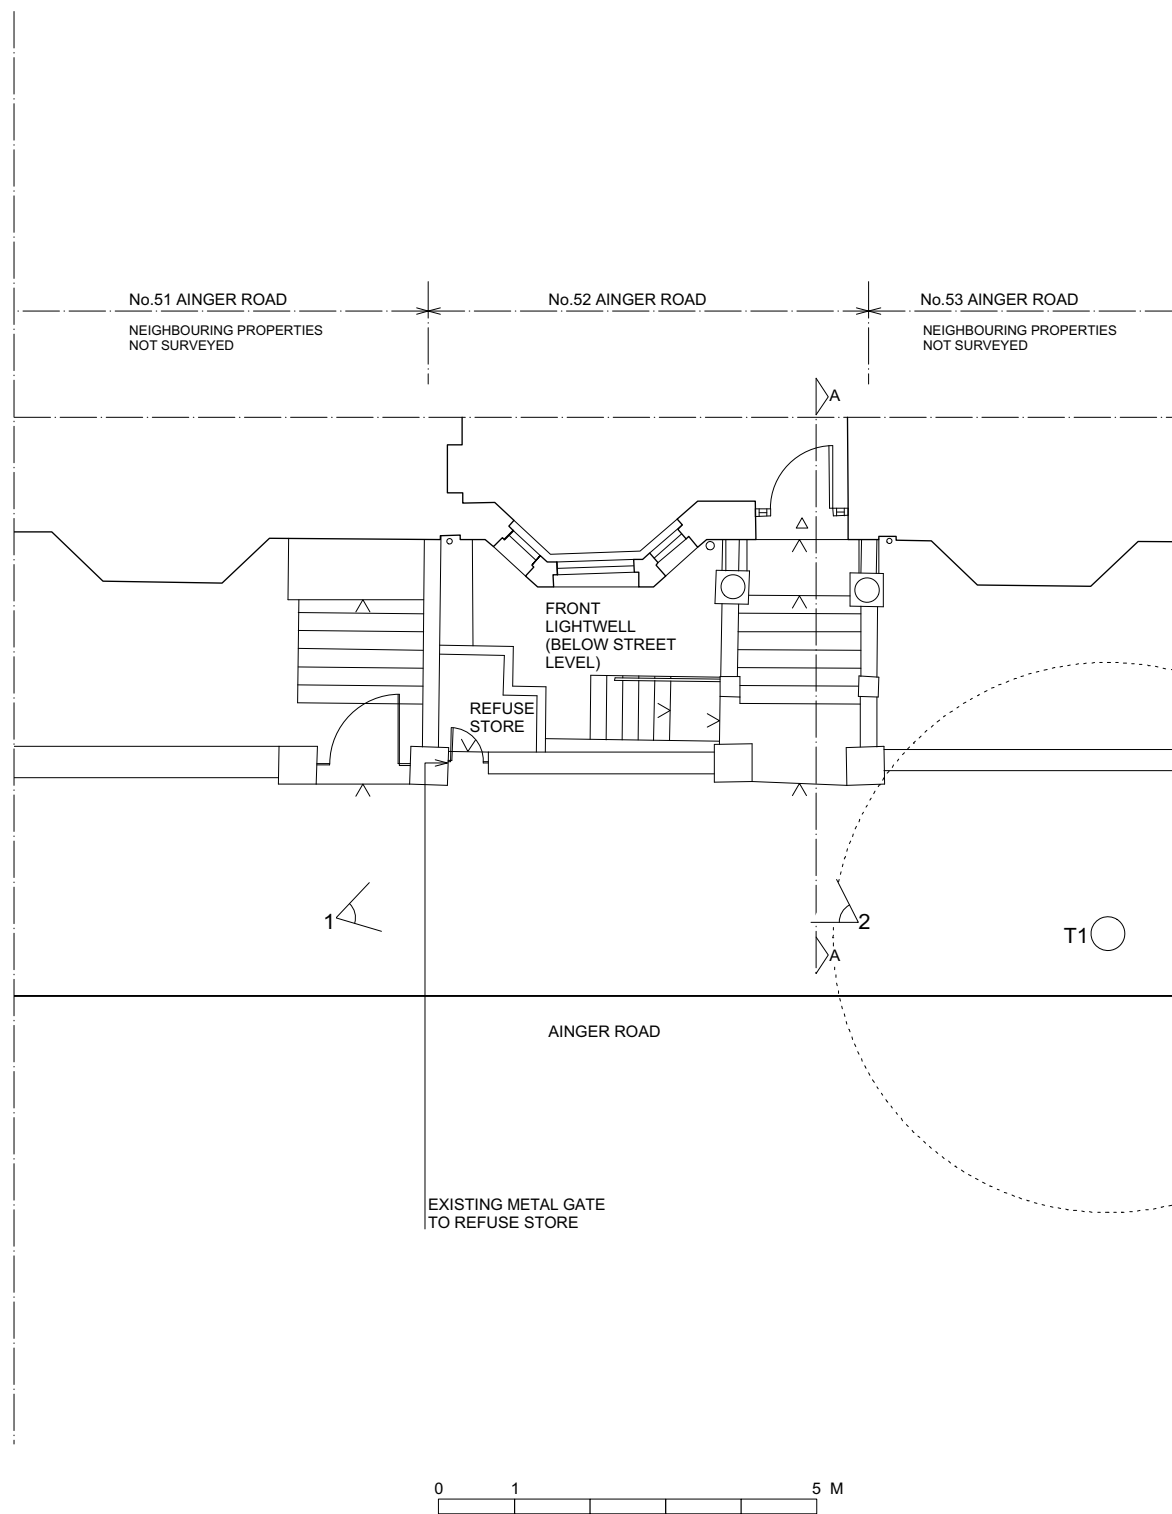 No.51 AINGER ROAD
No.52 AINGER ROAD
No.53 AINGER ROAD
NEIGHBOURING PROPERTIES
NOT SURVEYED
NEIGHBOURING PROPERTIES
NOT SURVEYED
A
FRONT
LIGHTWELL
(BELOW STREET
LEVEL)
REFUSE
STORE
1
2
T1
A
AINGER ROAD
EXISTING METAL GATE
TO REFUSE STORE
0 1 5 M